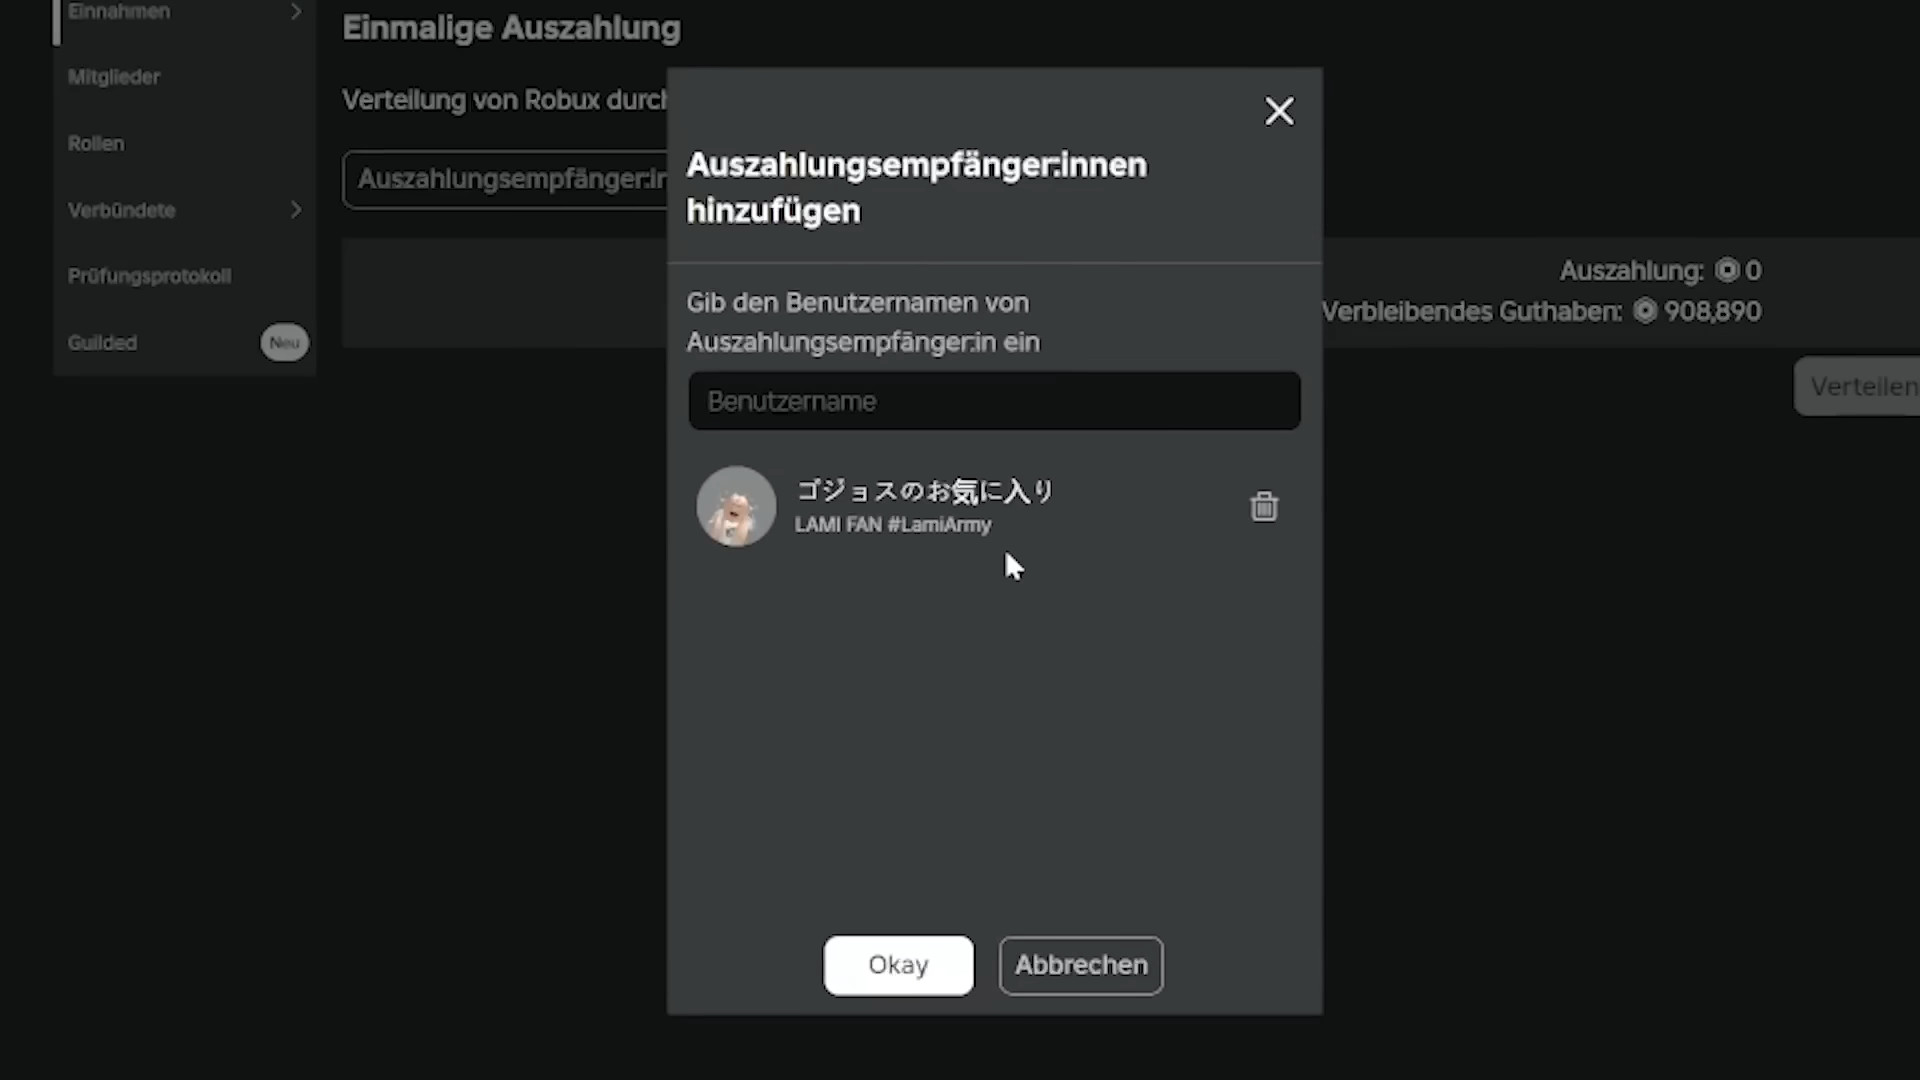 Einnahmen
Mitglieder
Rollen
Verbündete
Prüfungsprotokoll
Guilded
Neu
Einmalige Auszahlung
Verteilung von Robux durch
Auszahlungsempfänger:in
Auszahlungsempfänger:innen
hinzufügen
Gib den Benutzernamen von
Auszahlungsempfänger:in ein
Benutzername
ゴジョスのお気に入り
LAMI FAN #LamiArmy
Okay
Abbrechen
Auszahlung: 0
Verbleibendes Guthaben: 908,890
Verteilen